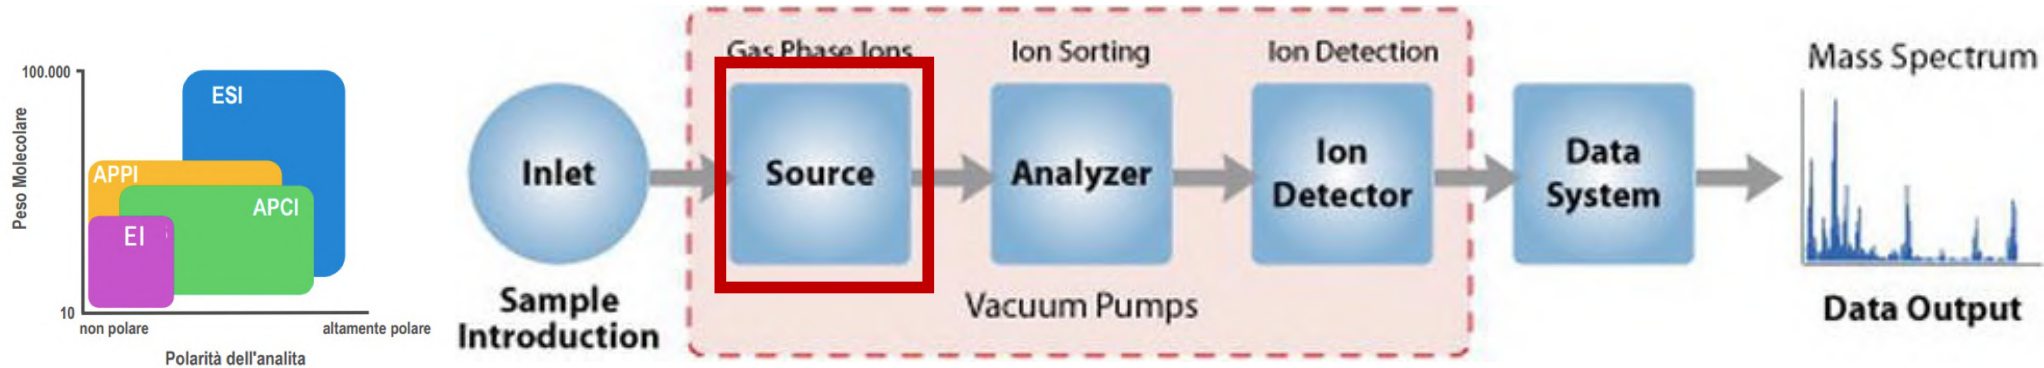 100.000
Peso Molecolare
ESI
APPI
APCI
EI
10
non polare
altamente polare
Polarità dell'analita
Gas Phase Ions
Ion Sorting
Ion Detection
Mass Spectrum
Inlet
Source
Analyzer
Ion
Detector
Data
System
Sample
Introduction
Vacuum Pumps
Data Output